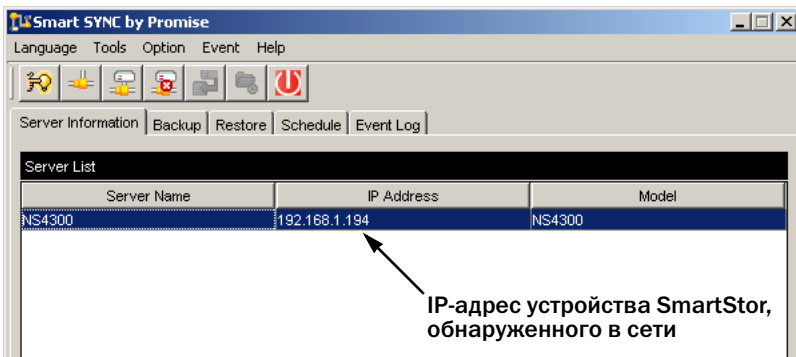 Smart SYNC by Promise
Language Tools Option Event Help
Server Information Backup Restore Schedule Event Log
Server List
Server Name IP Address Model
NS4300 192.168.1.194 NS4300
IP-адрес устройства SmartStor,
обнаруженного в сети